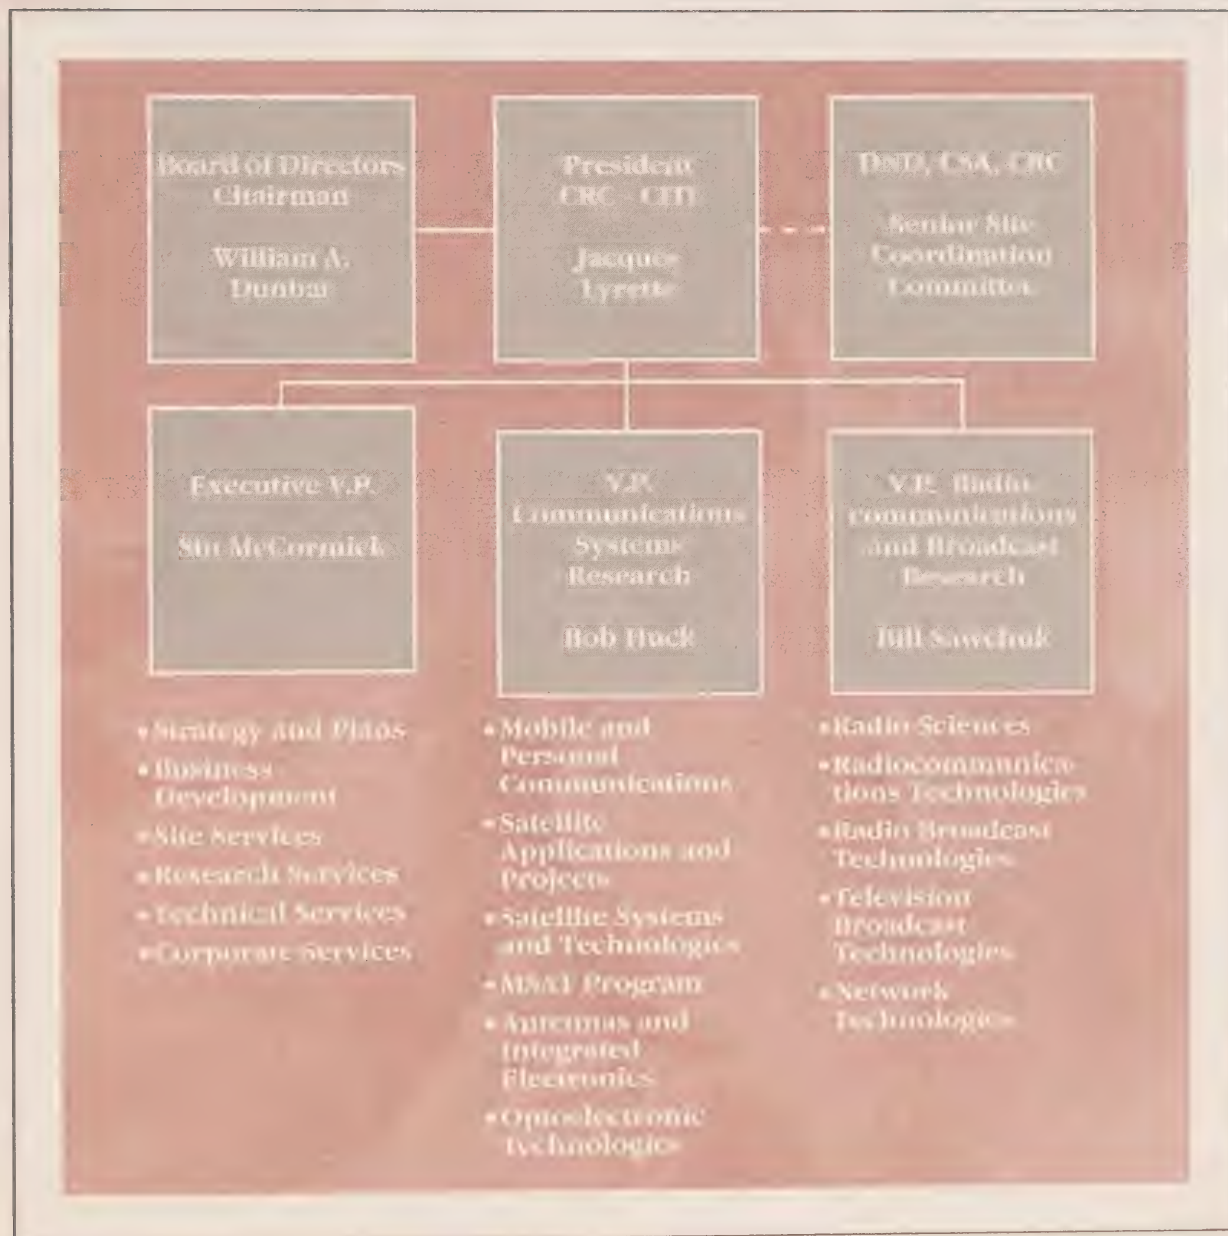 Board of Directors
Chairman
William A.
Dunbar
President
CRC - CITI
Jacques
Lyrette
DND, CSA, CRC
Senior Site
Coordination
Committee
Executive V.P.
Stu McCormick
V.P.
Communications
Systems
Research
Bob Huck
V.P. Radio
communications
and Broadcast
Research
Bill Sawchuk
• Strategy and Plans
• Business
Development
• Site Services
• Research Services
• Technical Services
• Corporate Services
• Mobile and
Personal
Communications
• Satellite
Applications and
Projects
• Satellite Systems
and Technologies
• MSAT Program
• Antennas and
Integrated
Electronics
• Optoelectronic
Technologies
• Radio Sciences
• Radiocommunica-
tions Technologies
• Radio Broadcast
Technologies
• Television
Broadcast
Technologies
• Network
Technologies